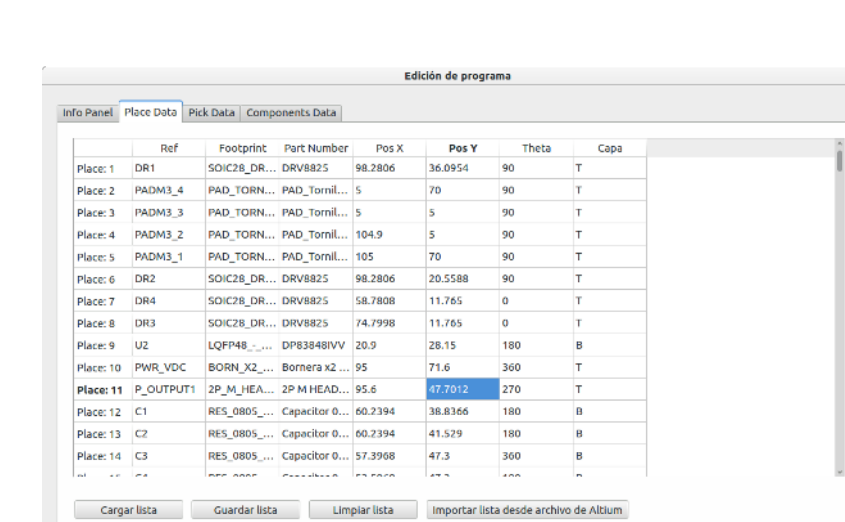 Edición de programa
Info Panel Place Data Pick Data Components Data
Ref Footprint Part Number Pos X Pos Y Theta Capa
Place: 1 DR1 SOIC28_DR... DRV8825 98.2806 36.0954 90 T
Place: 2 PADM3_4 PAD_TORN... PAD_Tornil... 5 70 90 T
Place: 3 PADM3_3 PAD_TORN... PAD_Tornil... 5 5 90 T
Place: 4 PADM3_2 PAD_TORN... PAD_Tornil... 104.9 5 90 T
Place: 5 PADM3_1 PAD_TORN... PAD_Tornil... 105 70 90 T
Place: 6 DR2 SOIC28_DR... DRV8825 98.2806 20.5588 90 T
Place: 7 DR4 SOIC28_DR... DRV8825 58.7808 11.765 0 T
Place: 8 DR3 SOIC28_DR... DRV8825 74.7998 11.765 0 T
Place: 9 U2 LQFP48_-_... DP83848IVV 20.9 28.15 180 B
Place: 10 PWR_VDC BORN_X2_... Bornera x2 ... 95 71.6 360 T
Place: 11 P_OUTPUT1 2P_M_HEA... 2P M HEAD... 95.6 47.7012 270 T
Place: 12 C1 RES_0805_... Capacitor 0... 60.2394 38.8366 180 B
Place: 13 C2 RES_0805_... Capacitor 0... 60.2394 41.529 180 B
Place: 14 C3 RES_0805_... Capacitor 0... 57.3968 47.3 360 B
Cargar lista Guardar lista Limpiar lista Importar lista desde archivo de Altium